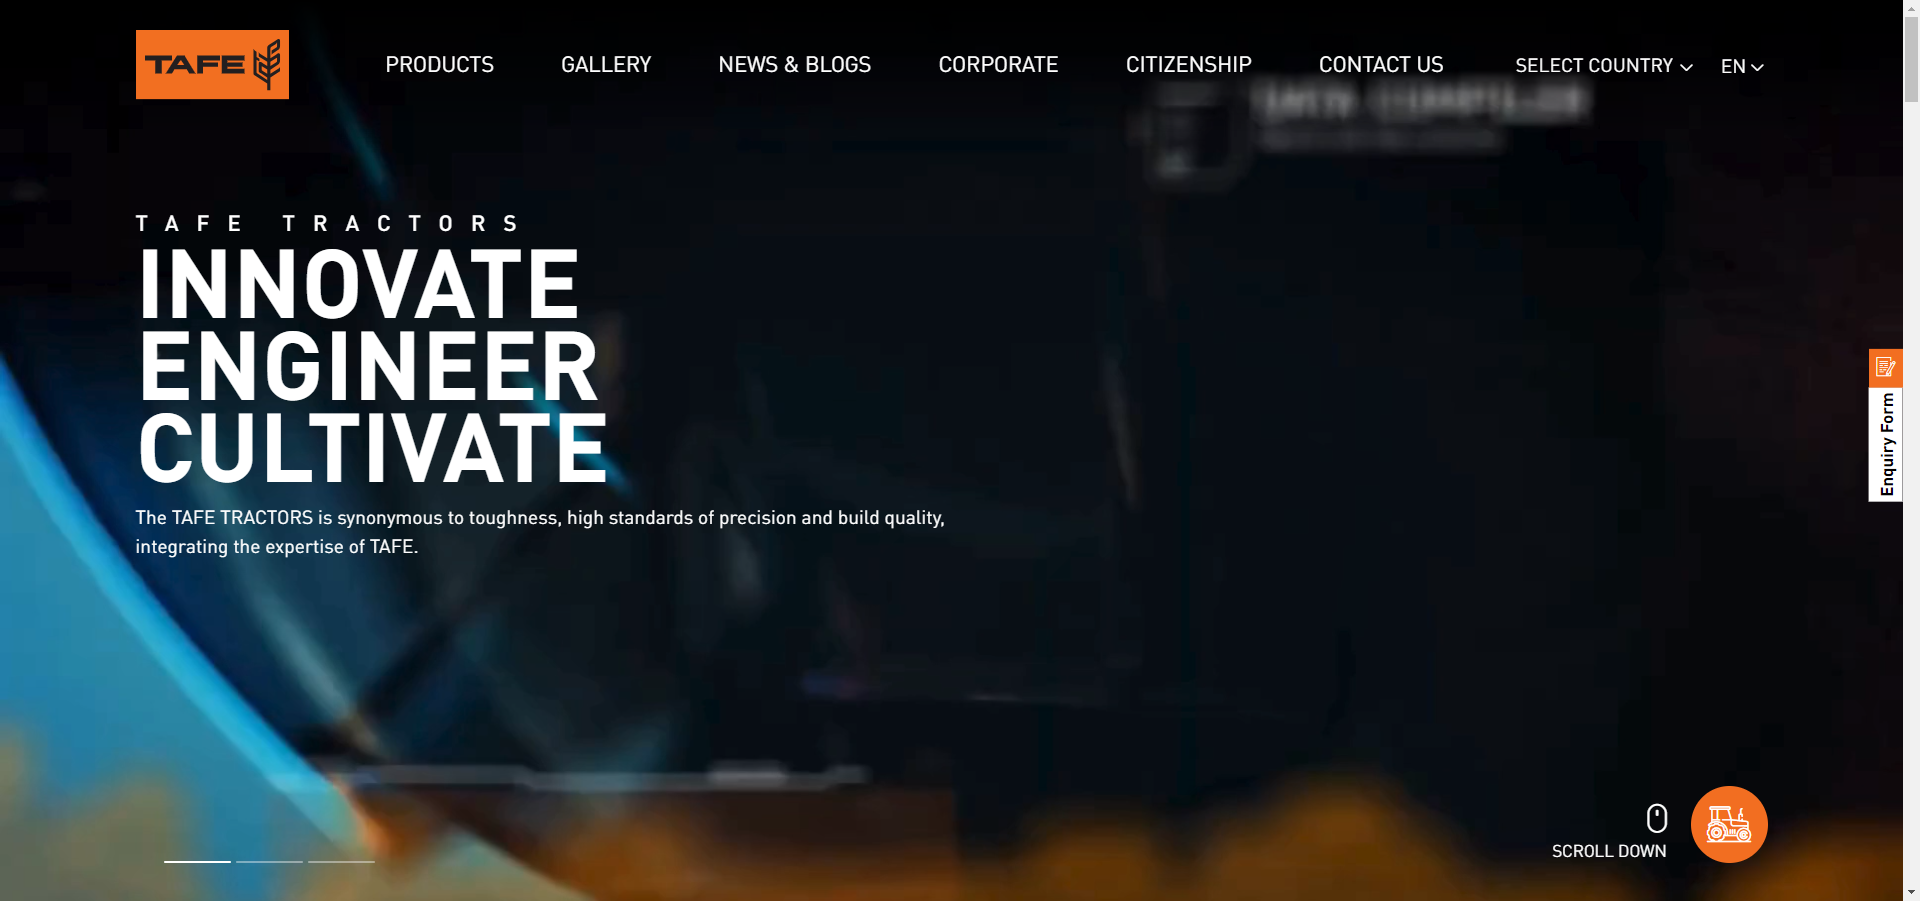 TAFE
PRODUCTS
GALLERY
NEWS & BLOGS
CORPORATE
CITIZENSHIP
CONTACT US
SELECT COUNTRY
EN
TAFE TRACTORS
INNOVATE
ENGINEER
CULTIVATE
The TAFE TRACTORS is synonymous to toughness, high standards of precision and build quality,
integrating the expertise of TAFE.
Enquiry Form
SCROLL DOWN